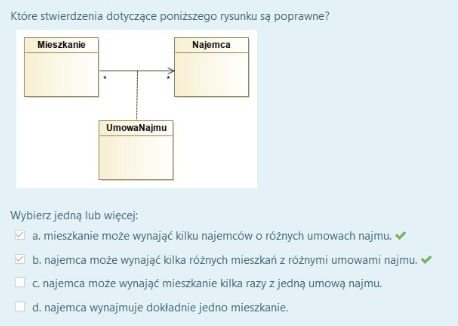 Które stwierdzenia dotyczące poniższego rysunku są poprawne?
Mieszkanie
Najemca
* *
UmowaNajmu
Wybierz jedną lub więcej:
a. mieszkanie może wynająć kilku najemców o różnych umowach najmu.
b. najemca może wynająć kilka różnych mieszkań z różnymi umowami najmu.
c. najemca może wynająć mieszkanie kilka razy z jedną umową najmu.
d. najemca wynajmuje dokładnie jedno mieszkanie.